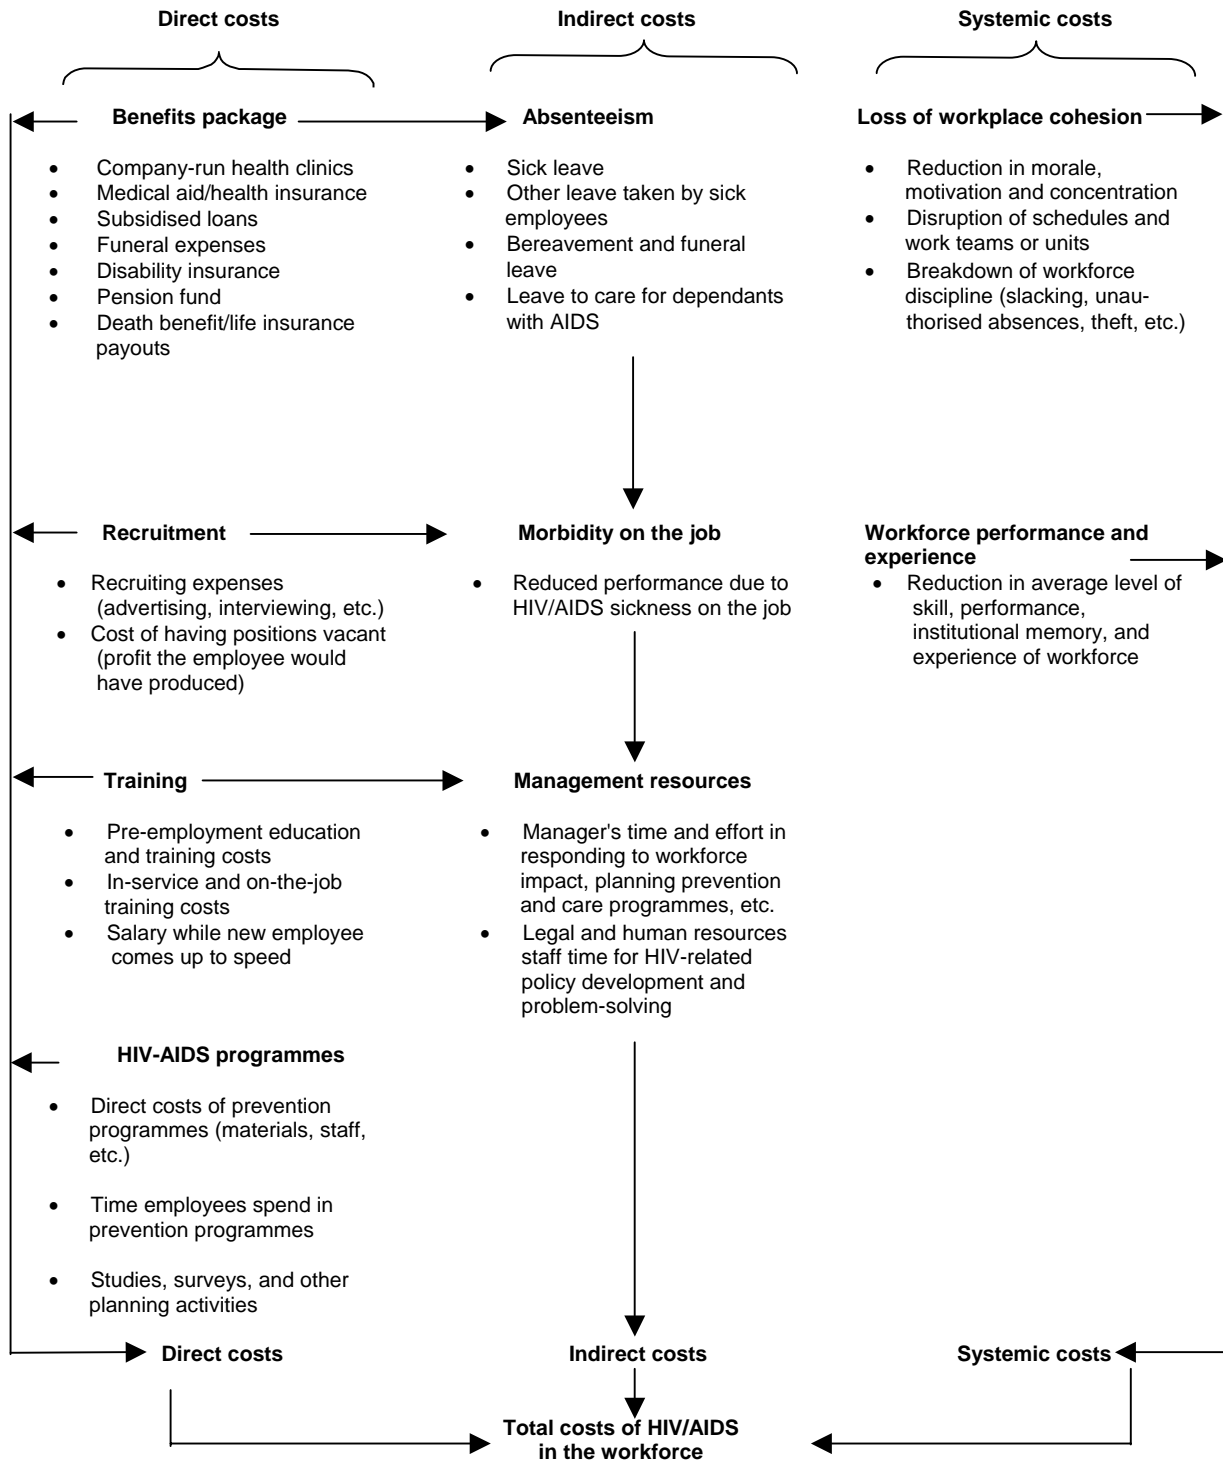 Direct costs
Indirect costs
Systemic costs
Benefits package
• Company-run health clinics
• Medical aid/health insurance
• Subsidised loans
• Funeral expenses
• Disability insurance
• Pension fund
• Death benefit/life insurance
payouts
Absenteeism
• Sick leave
• Other leave taken by sick
employees
• Bereavement and funeral
leave
• Leave to care for dependants
with AIDS
Loss of workplace cohesion
• Reduction in morale,
motivation and concentration
• Disruption of schedules and
work teams or units
• Breakdown of workforce
discipline (slacking, unau-
thorised absences, theft, etc.)
Recruitment
• Recruiting expenses
(advertising, interviewing, etc.)
• Cost of having positions vacant
(profit the employee would
have produced)
Morbidity on the job
• Reduced performance due to
HIV/AIDS sickness on the job
Workforce performance and
experience
• Reduction in average level of
skill, performance,
institutional memory, and
experience of workforce
Training
• Pre-employment education
and training costs
• In-service and on-the-job
training costs
• Salary while new employee
comes up to speed
Management resources
• Manager's time and effort in
responding to workforce
impact, planning prevention
and care programmes, etc.
• Legal and human resources
staff time for HIV-related
policy development and
problem-solving
HIV-AIDS programmes
• Direct costs of prevention
programmes (materials, staff,
etc.)
• Time employees spend in
prevention programmes
• Studies, surveys, and other
planning activities
Direct costs
Indirect costs
Systemic costs
Total costs of HIV/AIDS
in the workforce